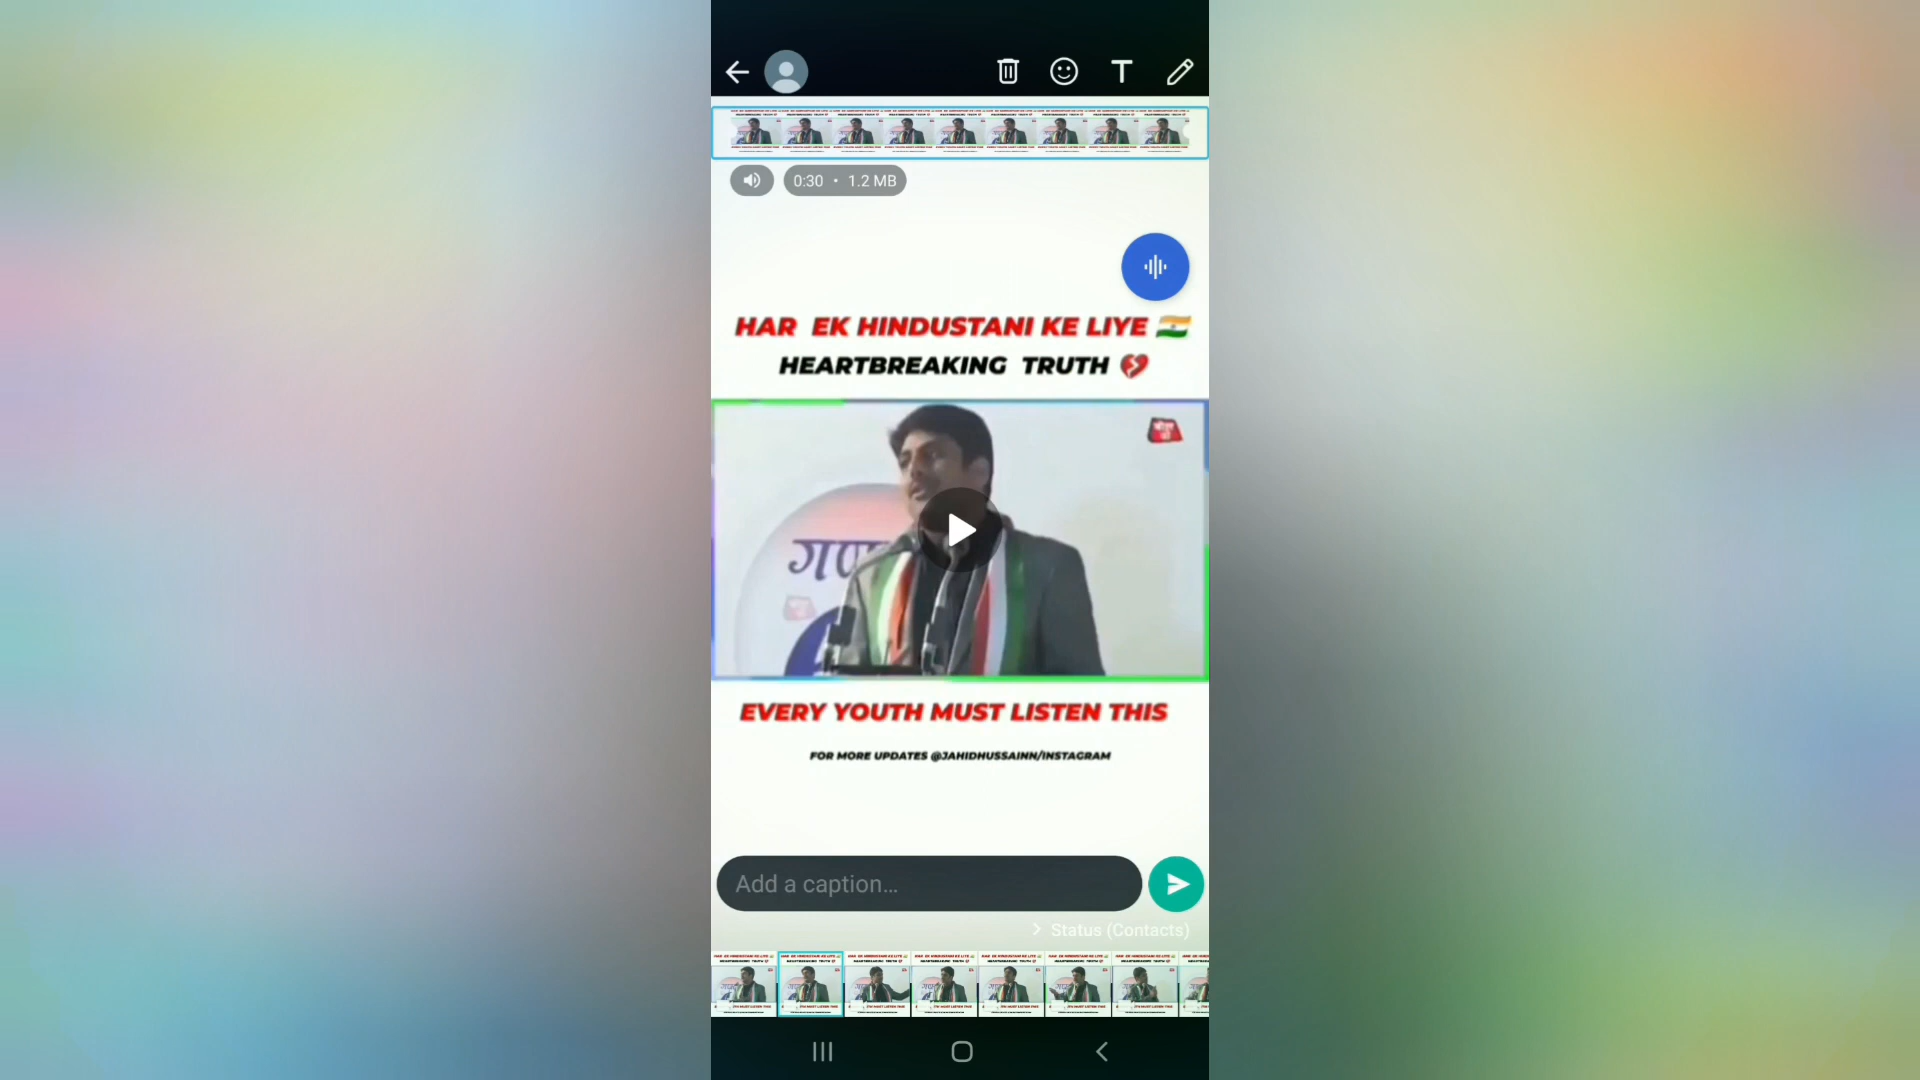 0:30 • 1.2 MB
HAR EK HINDUSTANI KE LIYE 🇮🇳
HEARTBREAKING TRUTH 💔
EVERY YOUTH MUST LISTEN THIS
FOR MORE UPDATES @JAHIDHUSSAINN/INSTAGRAM
Add a caption...
Status (Contacts)